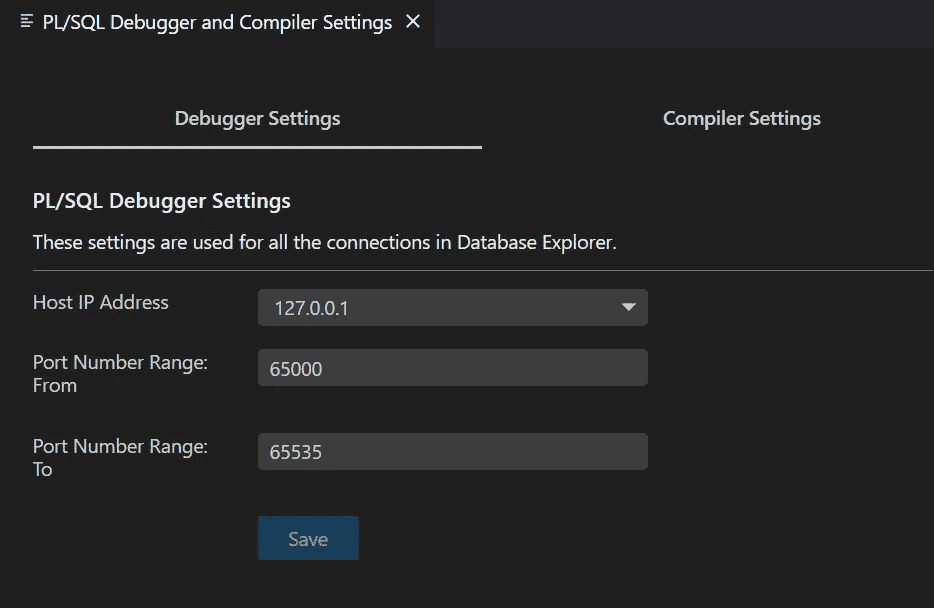 PL/SQL Debugger and Compiler Settings
Debugger Settings
Compiler Settings
PL/SQL Debugger Settings
These settings are used for all the connections in Database Explorer.
Host IP Address
127.0.0.1
Port Number Range:
From
65000
Port Number Range:
To
65535
Save